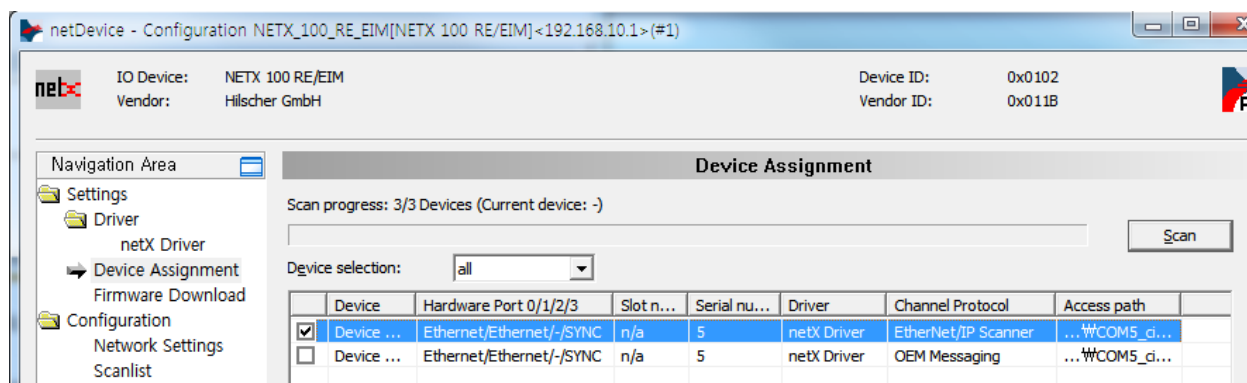 netDevice - Configuration NETX_100_RE_EIM[NETX 100 RE/EIM]<192.168.10.1>(#1)
netx
IO Device: NETX 100 RE/EIM Device ID: 0x0102
Vendor: Hilscher GmbH Vendor ID: 0x011B
Navigation Area
Device Assignment
Settings
Driver
netX Driver
Device Assignment
Firmware Download
Configuration
Network Settings
Scanlist
Scan progress: 3/3 Devices (Current device: -)
Scan
Device selection: all
Device Hardware Port 0/1/2/3 Slot n... Serial nu... Driver Channel Protocol Access path
Device ... Ethernet/Ethernet/-/SYNC n/a 5 netX Driver EtherNet/IP Scanner ...₩COM5_ci...
Device ... Ethernet/Ethernet/-/SYNC n/a 5 netX Driver OEM Messaging ...₩COM5_ci...